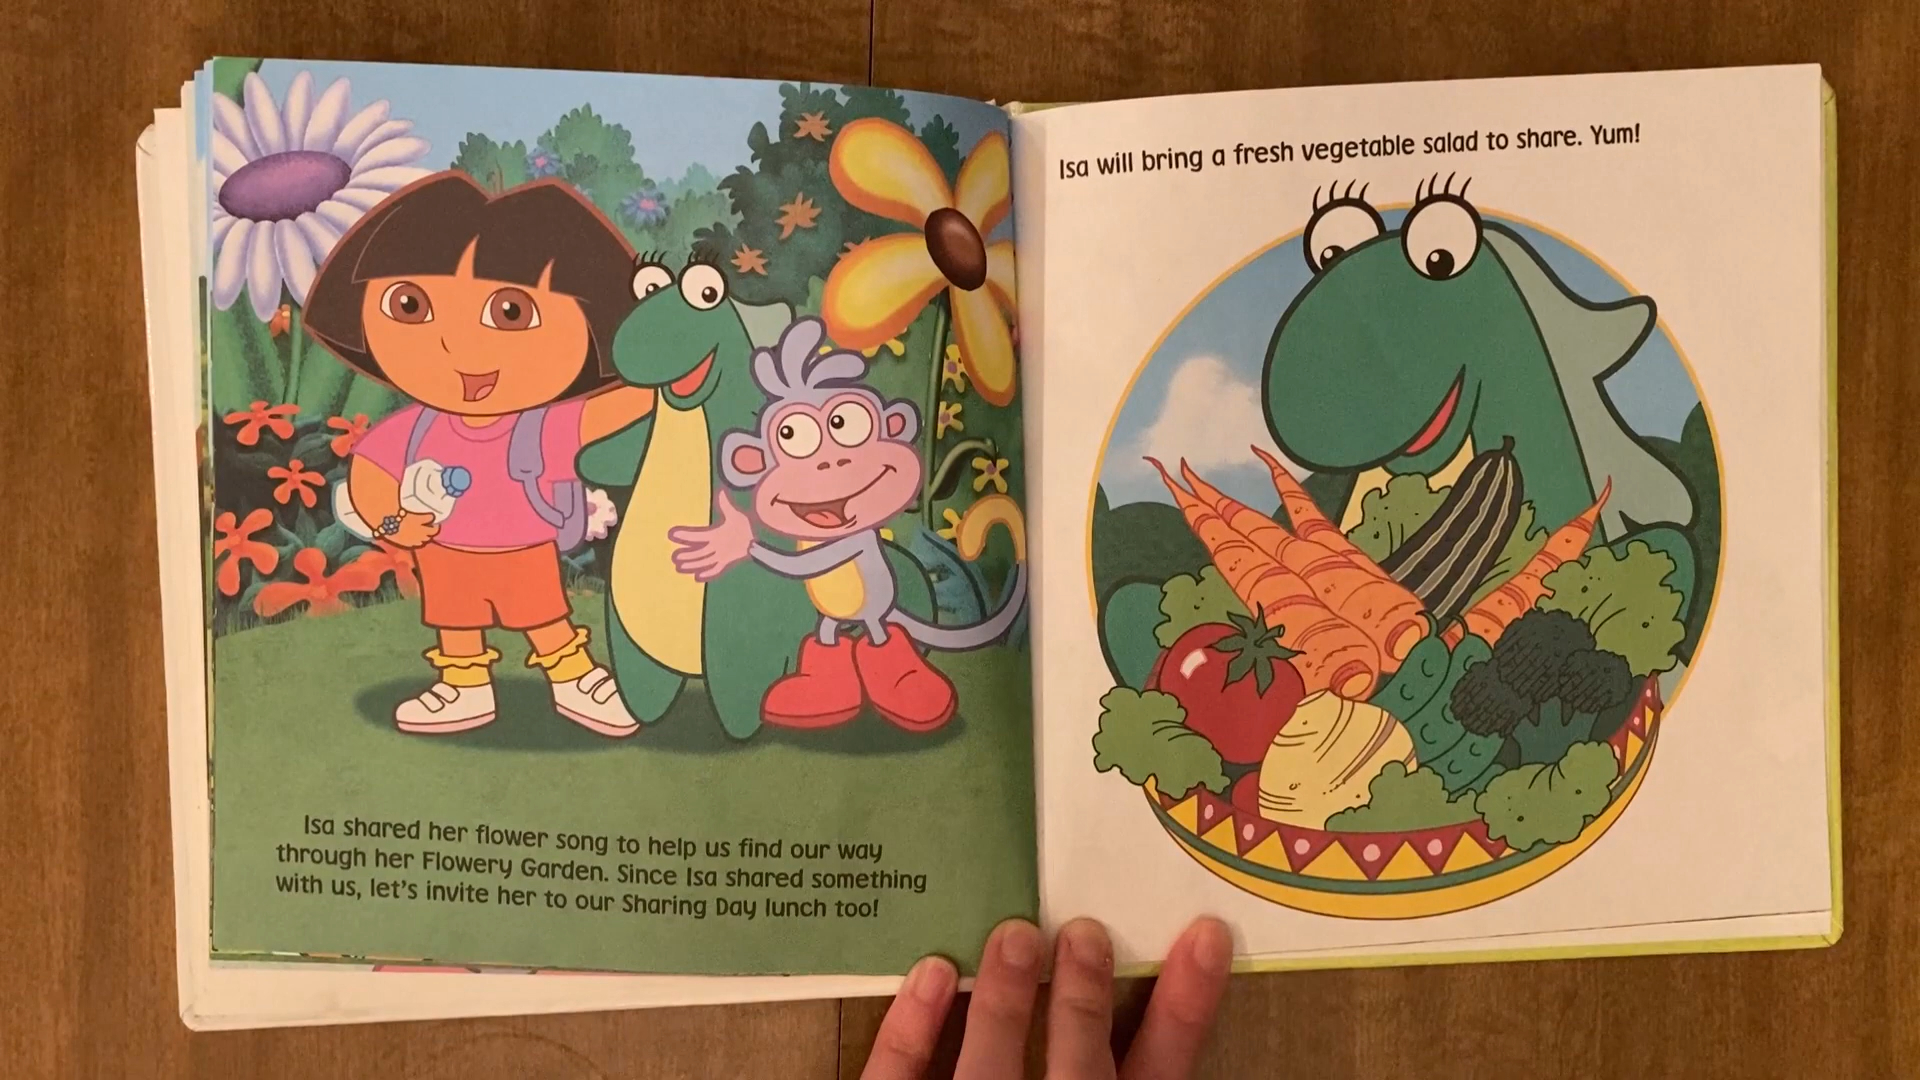 Isa shared her flower song to help us find our way
through her Flowery Garden. Since Isa shared something
with us, let's invite her to our Sharing Day lunch too!
Isa will bring a fresh vegetable salad to share. Yum!